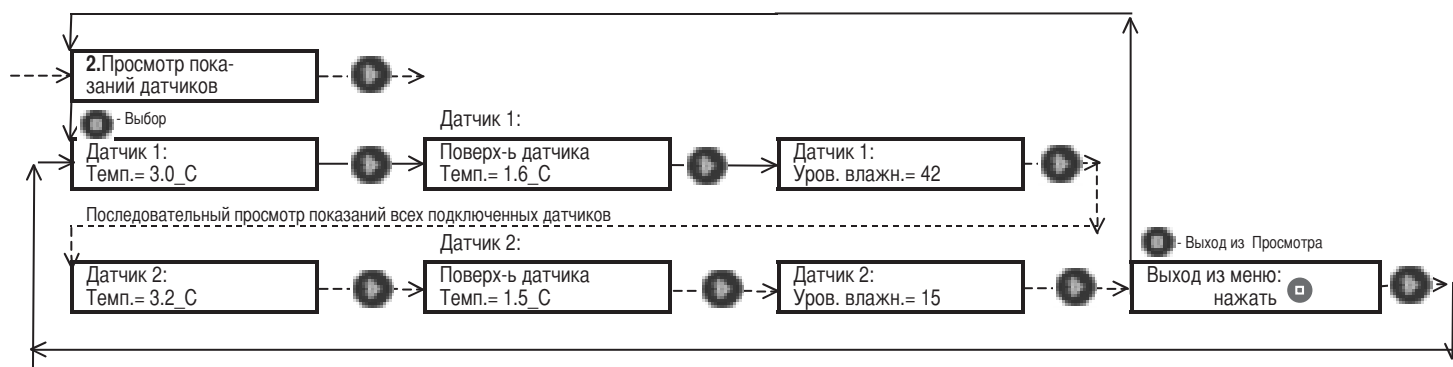 2.Просмотр пока-
заний датчиков
- Выбор
Датчик 1:
Датчик 1:
Темп.= 3.0_C
Поверх-ь датчика
Темп.= 1.6_C
Датчик 1:
Уров. влажн.= 42
Последовательный просмотр показаний всех подключенных датчиков
Датчик 2:
- Выход из Просмотра
Датчик 2:
Темп.= 3.2_C
Поверх-ь датчика
Темп.= 1.5_C
Датчик 2:
Уров. влажн.= 15
Выход из меню:
нажать